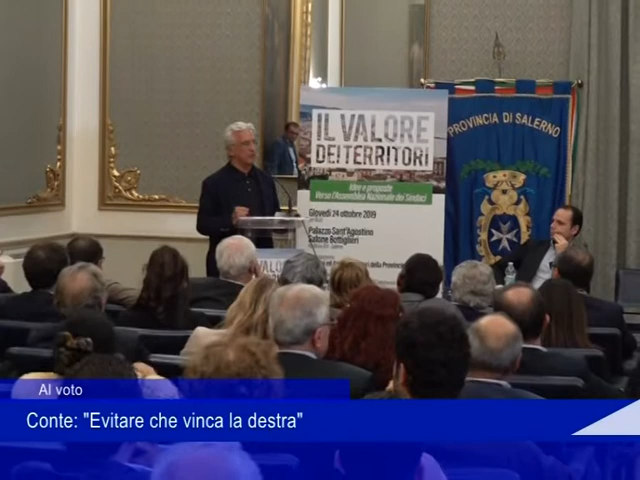 IL VALORE
DEI TERRITORI
Idee e proposte
Verso l'Assemblea Nazionale dei Sindaci
Giovedì 24 ottobre 2019
Palazzo Sant'Agostino
Salone Bottiglieri
PROVINCIA DI SALERNO
Al voto
Conte: "Evitare che vinca la destra"